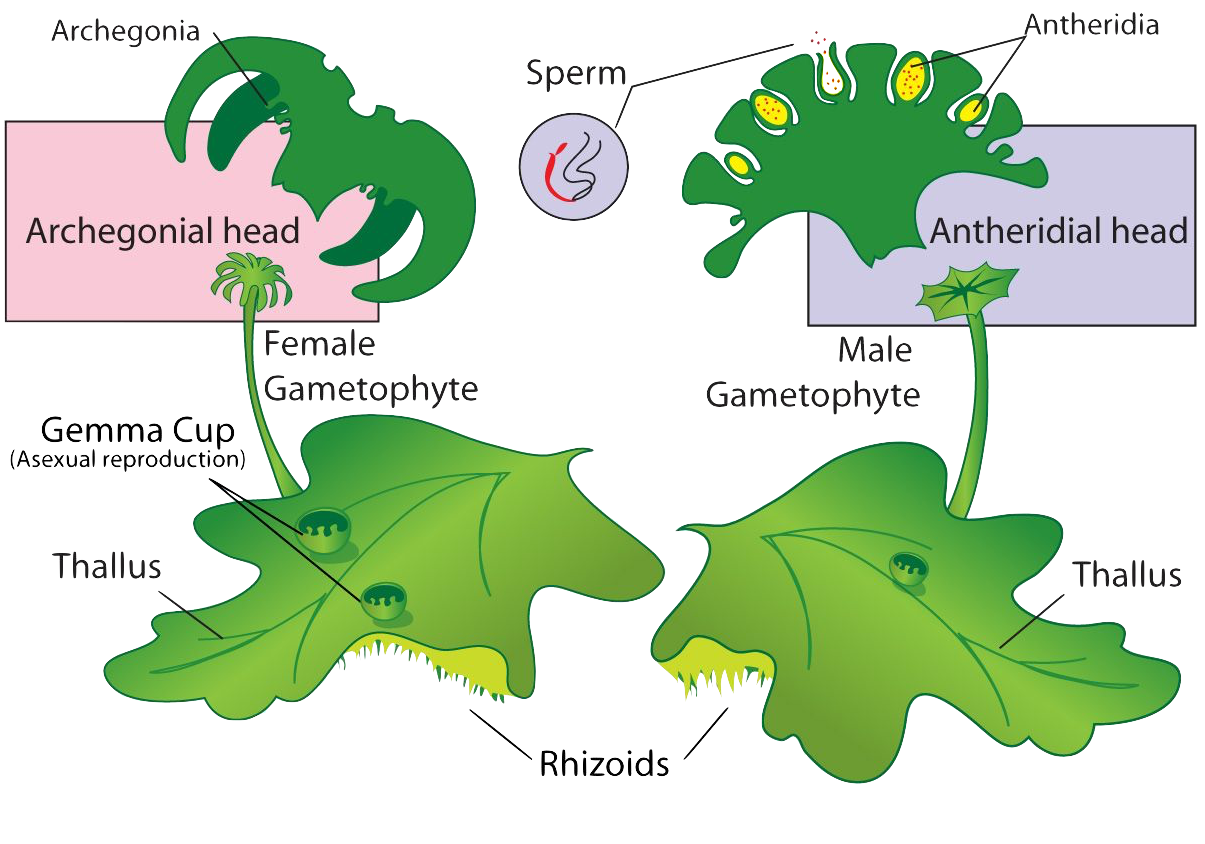 Archegonia
Antheridia
Sperm
Archegonial head
Antheridial head
Female
Gametophyte
Male
Gametophyte
Gemma Cup
(Asexual reproduction)
Thallus
Thallus
Rhizoids